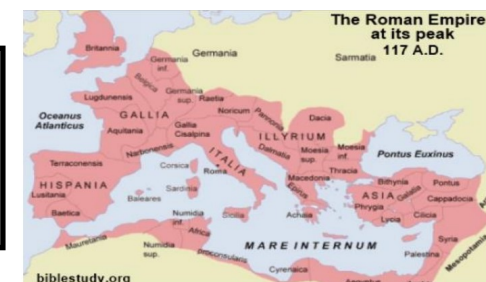 The Roman Empire
at its peak
117 A.D.
Britannia
Germania
Sarmatia
Germania
inf.
Belgica
Lugdunensis
Germania
sup.
Raetia
Noricum
Pannonia
Dacia
Oceanus
Atlanticus
GALLIA
Aquitania
Gallia
Cisalpina
ILLYRIUM
Dalmatia
Moesia
sup.
Moesia
inf.
Pontus Euxinus
Narbonensis
ITALIA
Terraconensis
Corsica
Roma
Thracia
Macedonia
Epirus
Bithynia
Pontus
HISPANIA
Lusitania
Sardinia
ASIA
Galatia
Cappadocia
Phrygia
Baleares
Baetica
Sicilia
Achaia
Lycia
Cilicia
Numidia
inf.
Africa
Mauretania
Numidia
sup.
proconsularis
MARE INTERNUM
Syria
Mesopotamia
Palestina
Cyrenaica
biblestudy.org